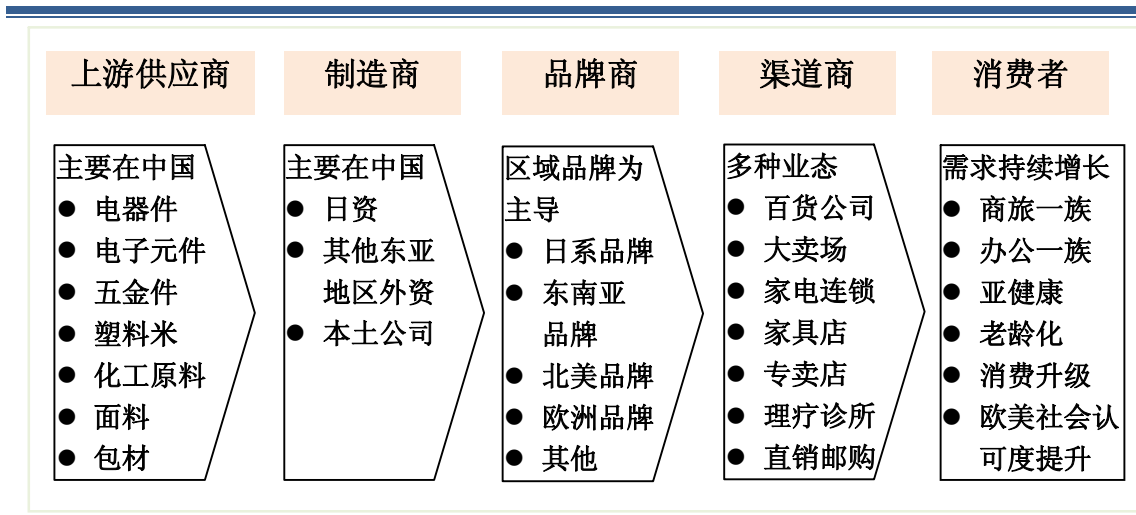 上游供应商
制造商
品牌商
渠道商
消费者
主要在中国
● 电器件
● 电子元件
● 五金件
● 塑料米
● 化工原料
● 面料
● 包材
主要在中国
● 日资
● 其他东亚
地区外资
● 本土公司
区域品牌为
主导
● 日系品牌
● 东南亚
品牌
● 北美品牌
● 欧洲品牌
● 其他
多种业态
● 百货公司
● 大卖场
● 家电连锁
● 家具店
● 专卖店
● 理疗诊所
● 直销邮购
需求持续增长
● 商旅一族
● 办公一族
● 亚健康
● 老龄化
● 消费升级
● 欧美社会认
可度提升